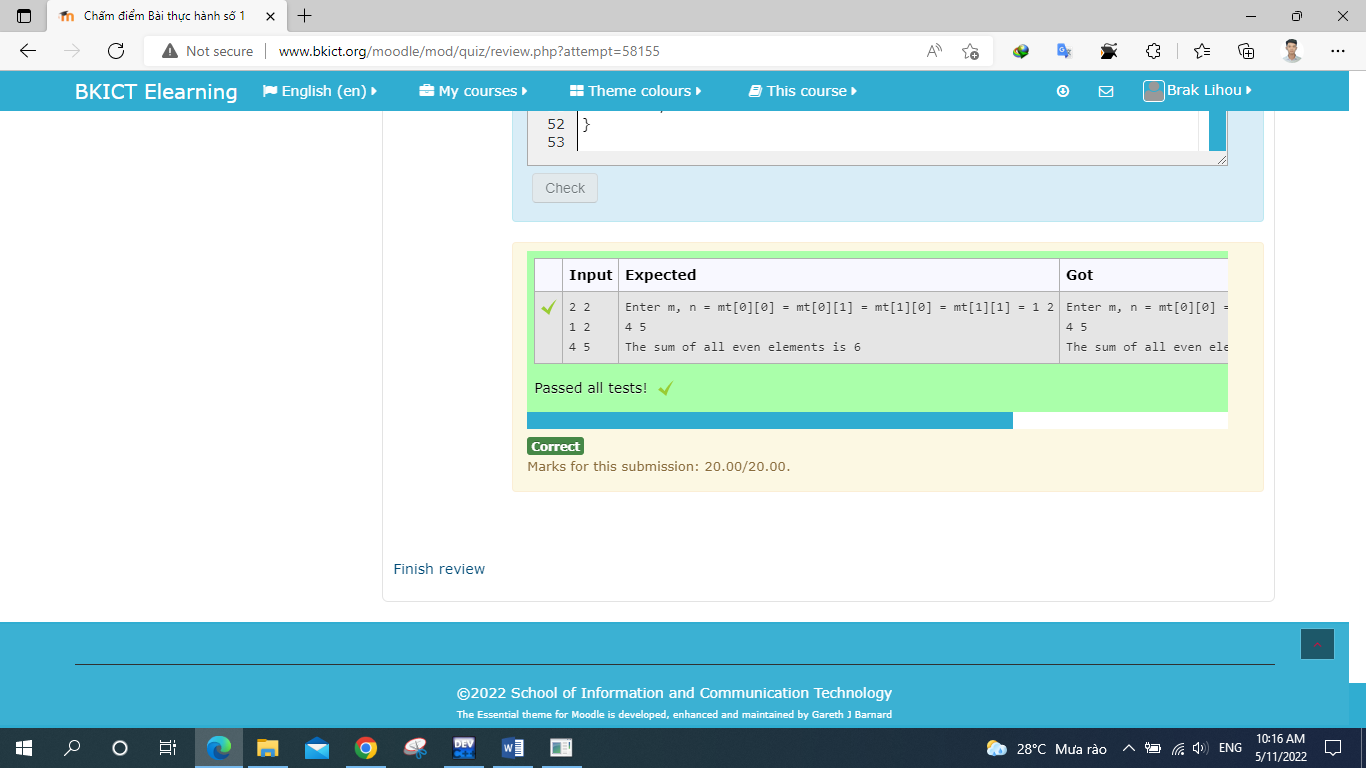 Chấm điểm Bài thực hành số 1
Not secure
www.bkict.org/moodle/mod/quiz/review.php?attempt=58155
BKICT Elearning
English (en)
My courses
Theme colours
This course
Brak Lihou
52 }
53
Check
Input Expected Got
2 2 Enter m, n = mt[0][0] = mt[0][1] = mt[1][0] = mt[1][1] = 1 2 Enter m, n = mt[0][0] =
1 2 4 5 4 5
4 5 The sum of all even elements is 6 The sum of all even ele
Passed all tests!
Correct
Marks for this submission: 20.00/20.00.
Finish review
©2022 School of Information and Communication Technology
The Essential theme for Moodle is developed, enhanced and maintained by Gareth J Barnard
DEV
28°C Mưa rào
ENG
10:16 AM
5/11/2022